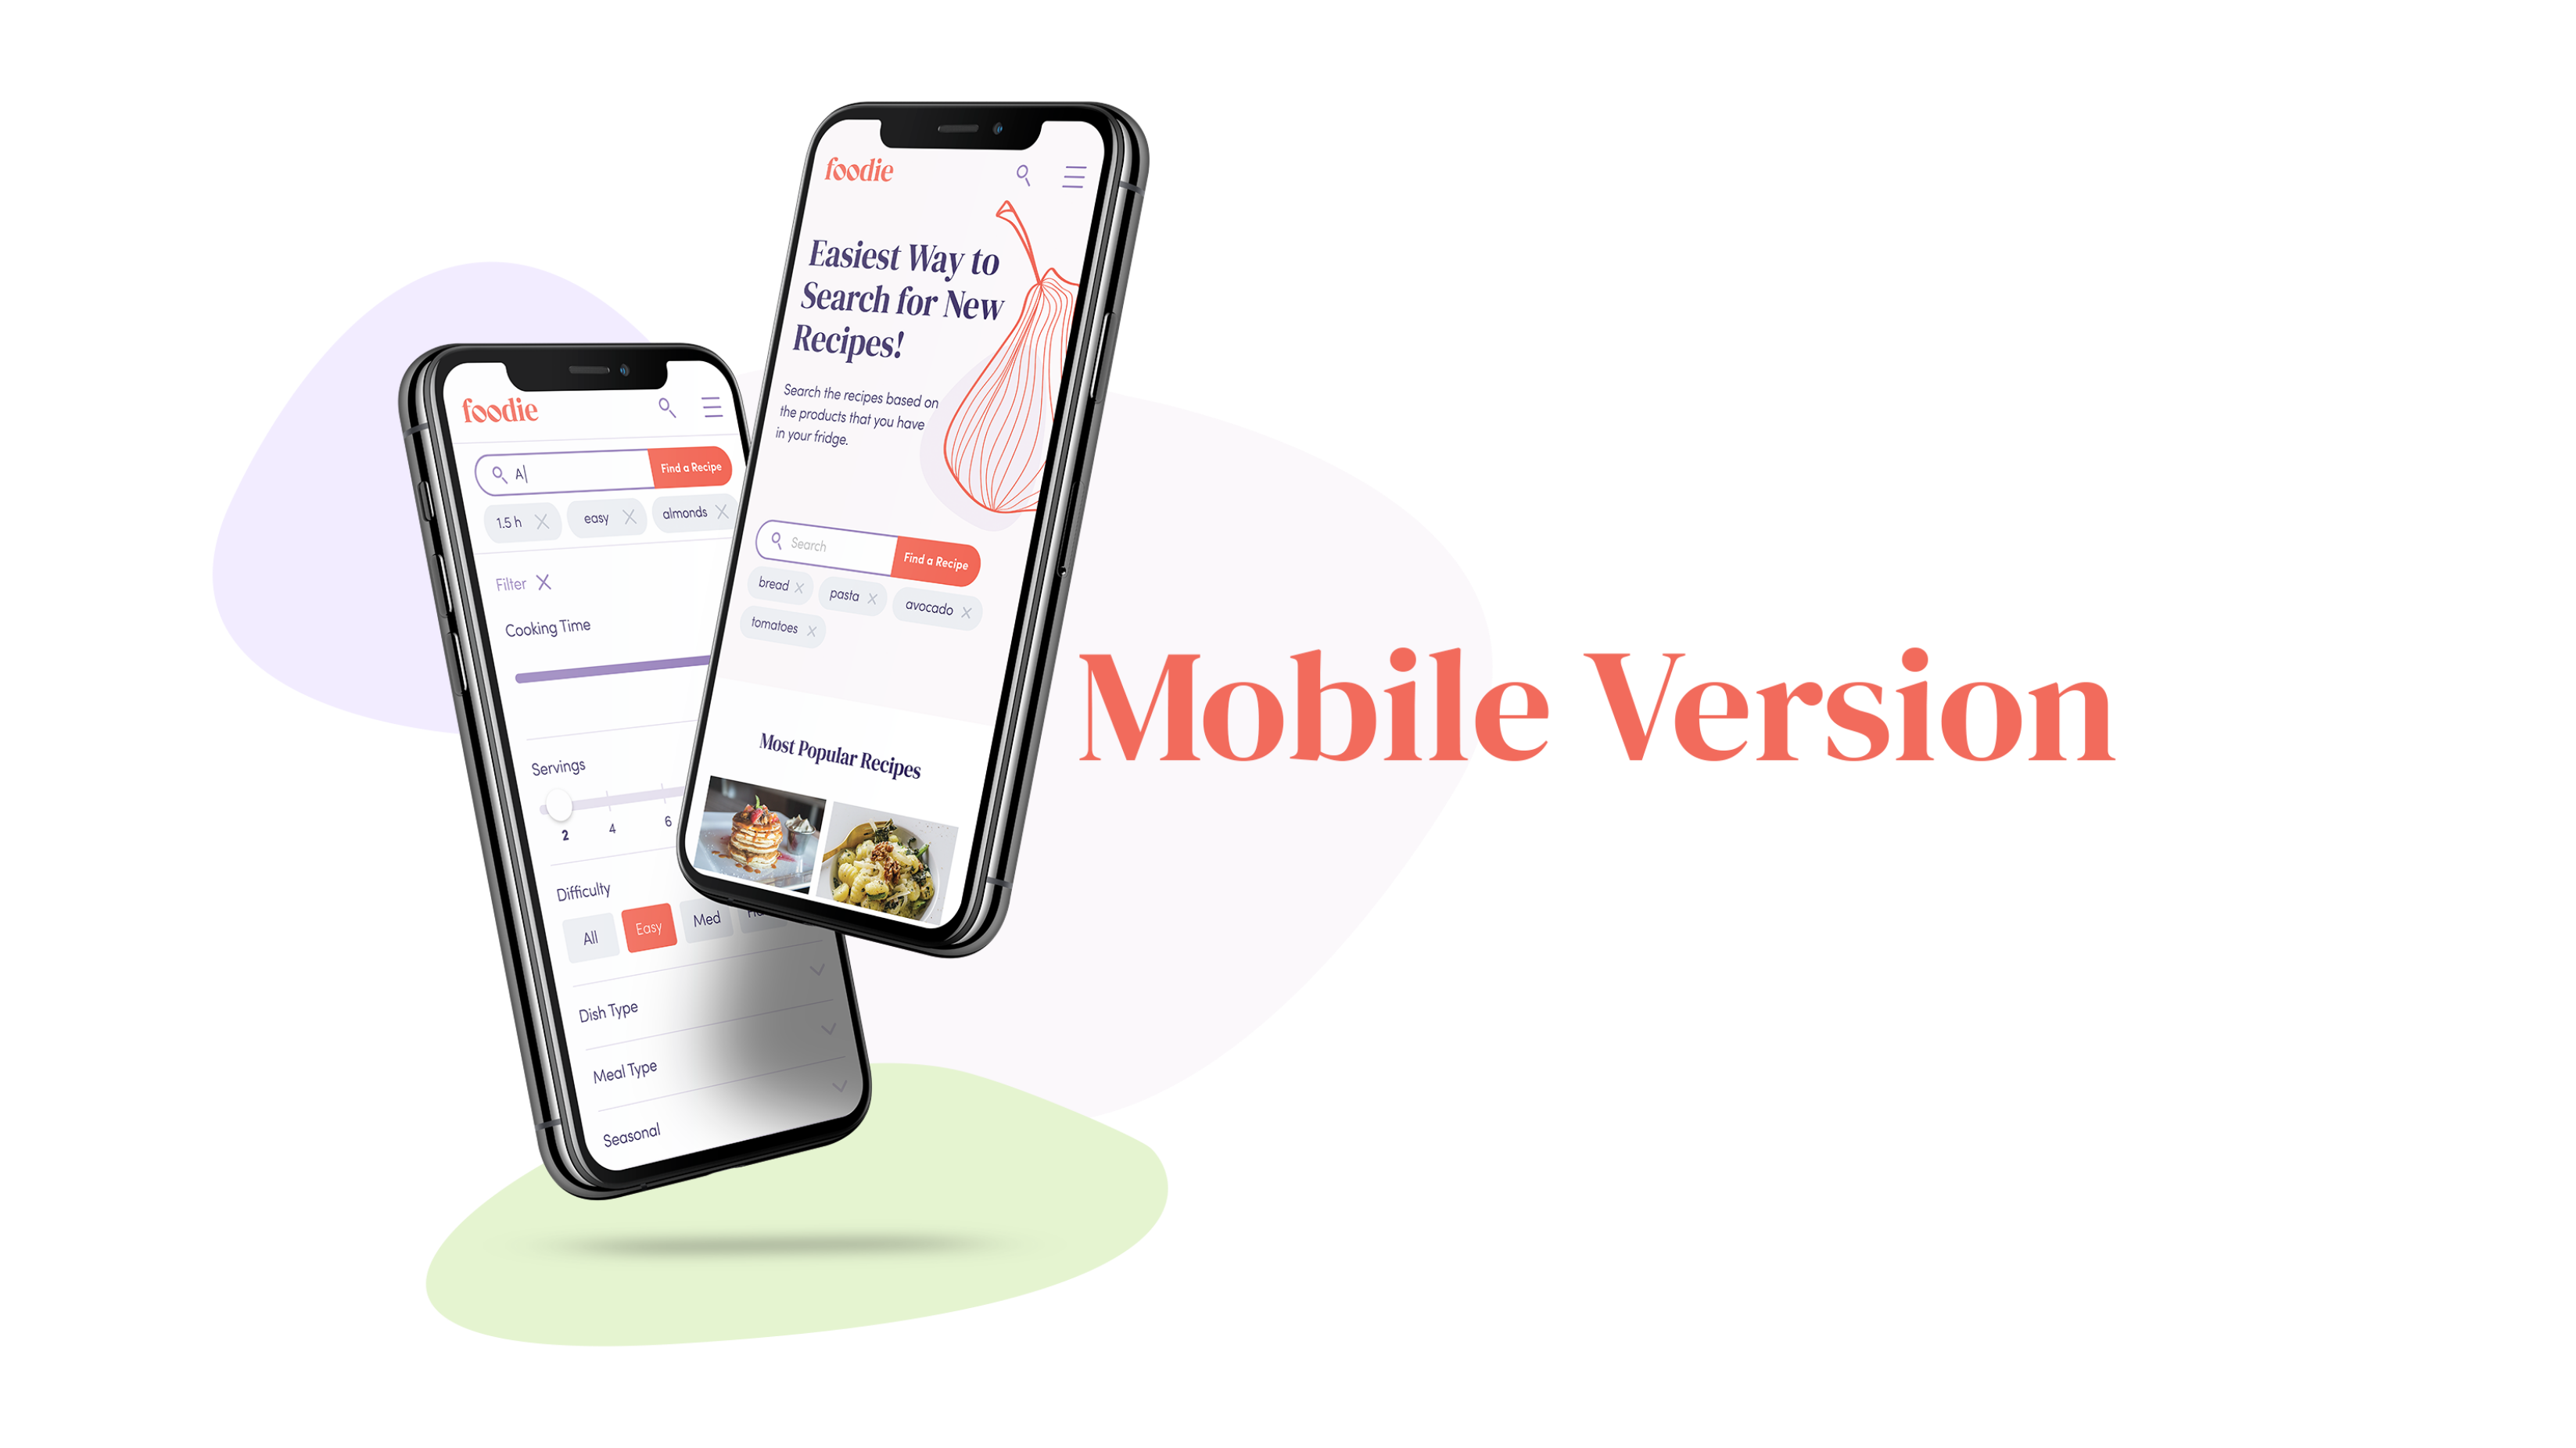 foodie
Easiest Way to
Search for New
Recipes!
Search the recipes based on
the products that you have
in your fridge.
Search
Find a Recipe
bread
pasta
avocado
tomatoes
Most Popular Recipes
foodie
A
Find a Recipe
1.5 h
easy
almonds
Filter
Cooking Time
Servings
2 4 6
Difficulty
All Easy Med
Dish Type
Meal Type
Seasonal
Mobile Version